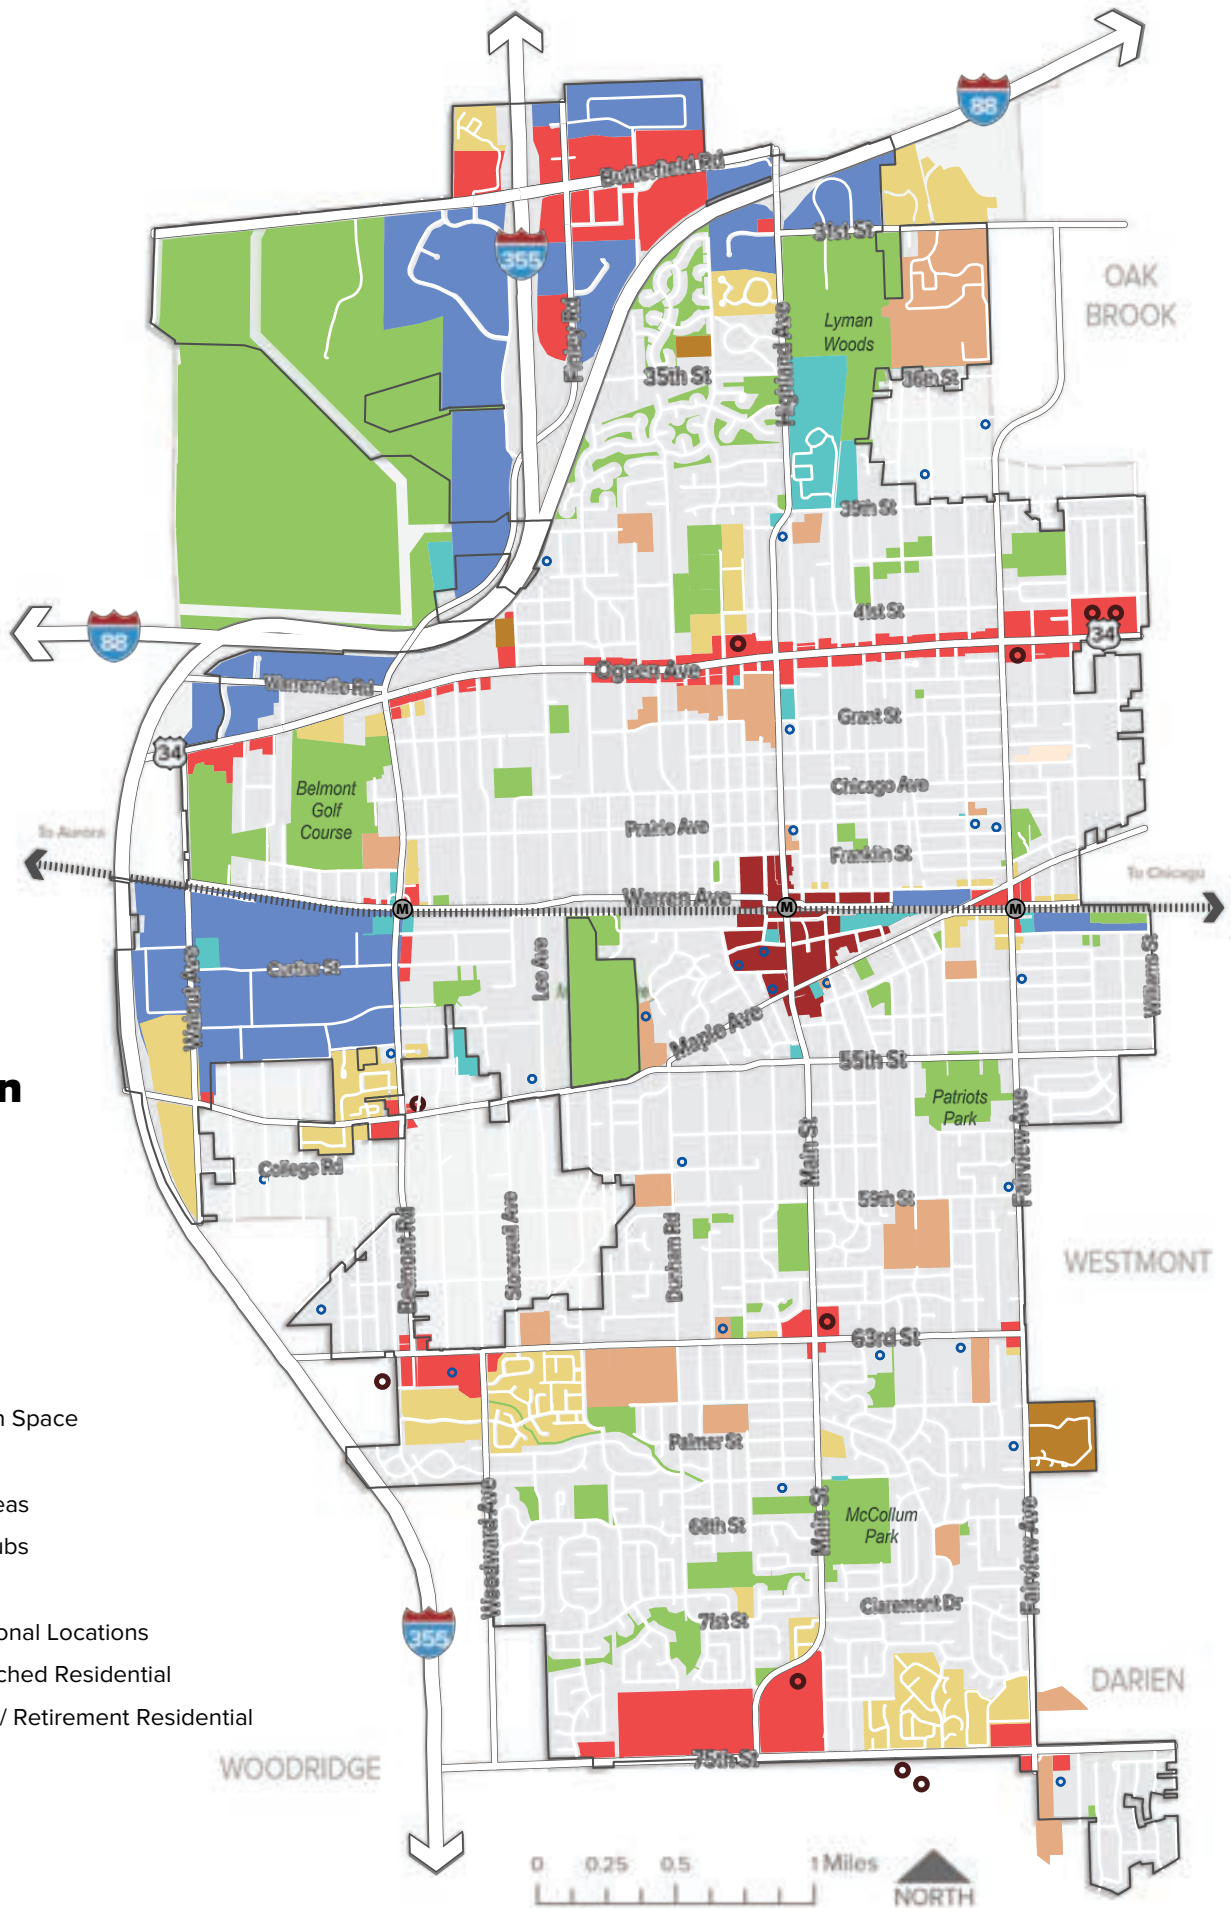 88
Butterfield Rd
31st St
355
OAK
BROOK
Finley Rd
Highland Ave
Lyman
Woods
35th St
36th St
39th St
41st St
34
88
Ogden Ave
Warrenville Rd
Grant St
34
Belmont
Golf
Course
Chicago Ave
Prairie Ave
To Aurora
Franklin St
To Chicago
Warren Ave
M
M
M
Walnut Ave
Curtiss St
Lee Ave
Williams St
Maple Ave
55th St
n
Patriots
Park
Fairview Ave
Main St
College Rd
59th St
Belmont Rd
Stonewall Ave
Dunham Rd
WESTMONT
63rd St
n Space
Palmer St
eas
Woodward Ave
68th St
Main St
McCollum
Park
Fairview Ave
ubs
Claremont Dr
71st St
onal Locations
355
ched Residential
DARIEN
/ Retirement Residential
WOODRIDGE
75th St
0 0.25 0.5 1 Miles
NORTH